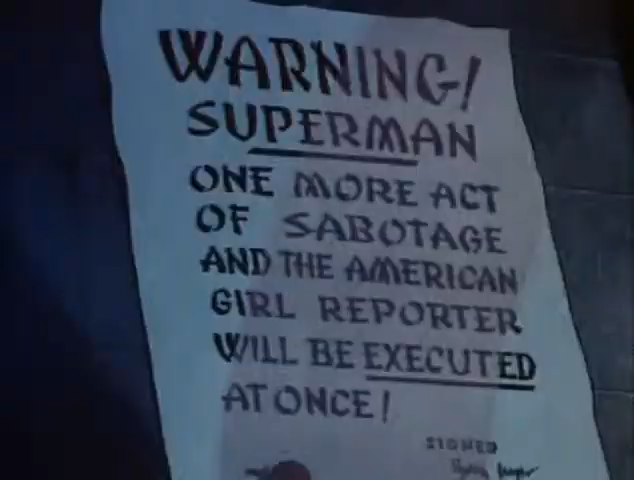 WARNING!
SUPERMAN
ONE MORE ACT
OF SABOTAGE
AND THE AMERICAN
GIRL REPORTER
WILL BE EXECUTED
AT ONCE!
SIGNED